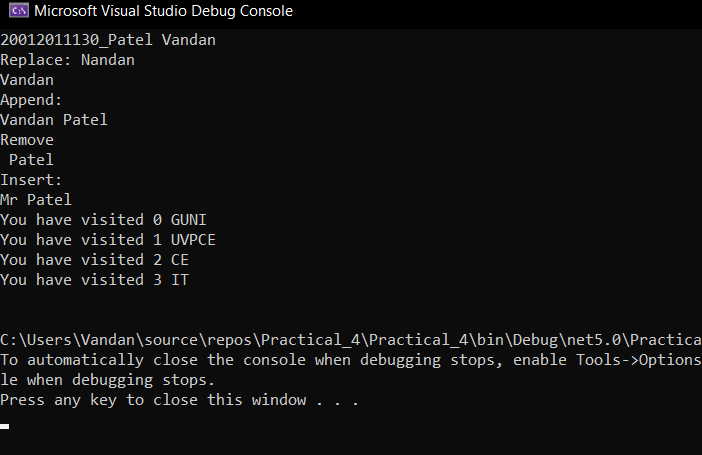 C:\ Microsoft Visual Studio Debug Console
20012011130_Patel Vandan
Replace: Nandan
Vandan
Append:
Vandan Patel
Remove
 Patel
Insert:
Mr Patel
You have visited 0 GUNI
You have visited 1 UVPCE
You have visited 2 CE
You have visited 3 IT
C:\Users\Vandan\source\repos\Practical_4\Practical_4\bin\Debug\net5.0\Practica
To automatically close the console when debugging stops, enable Tools->Options
le when debugging stops.
Press any key to close this window . . .